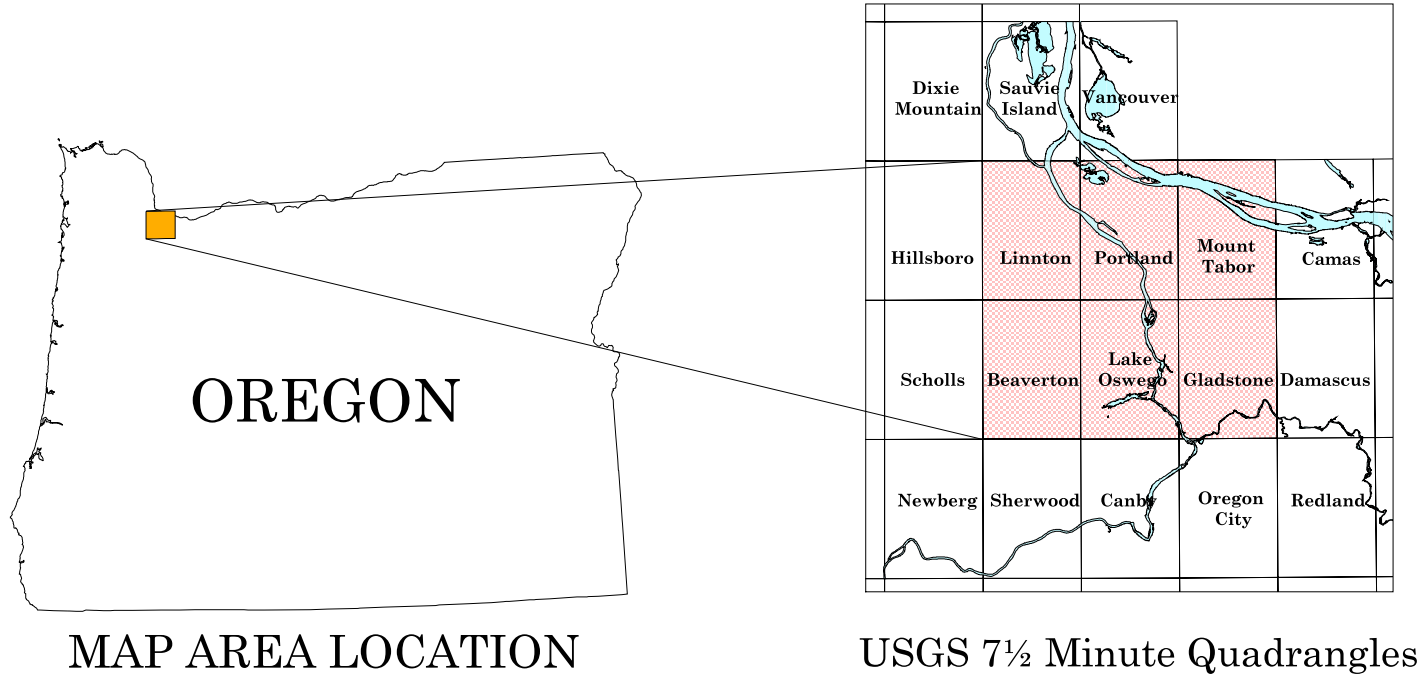 Dixie
Mountain
Sauvie
Island
Vancouver
Hillsboro
Linnton
Portland
Mount
Tabor
Camas
Scholls
Beaverton
Lake
Oswego
Gladstone
Damascus
Newberg
Sherwood
Canby
Oregon
City
Redland
OREGON
MAP AREA LOCATION
USGS 7½ Minute Quadrangles